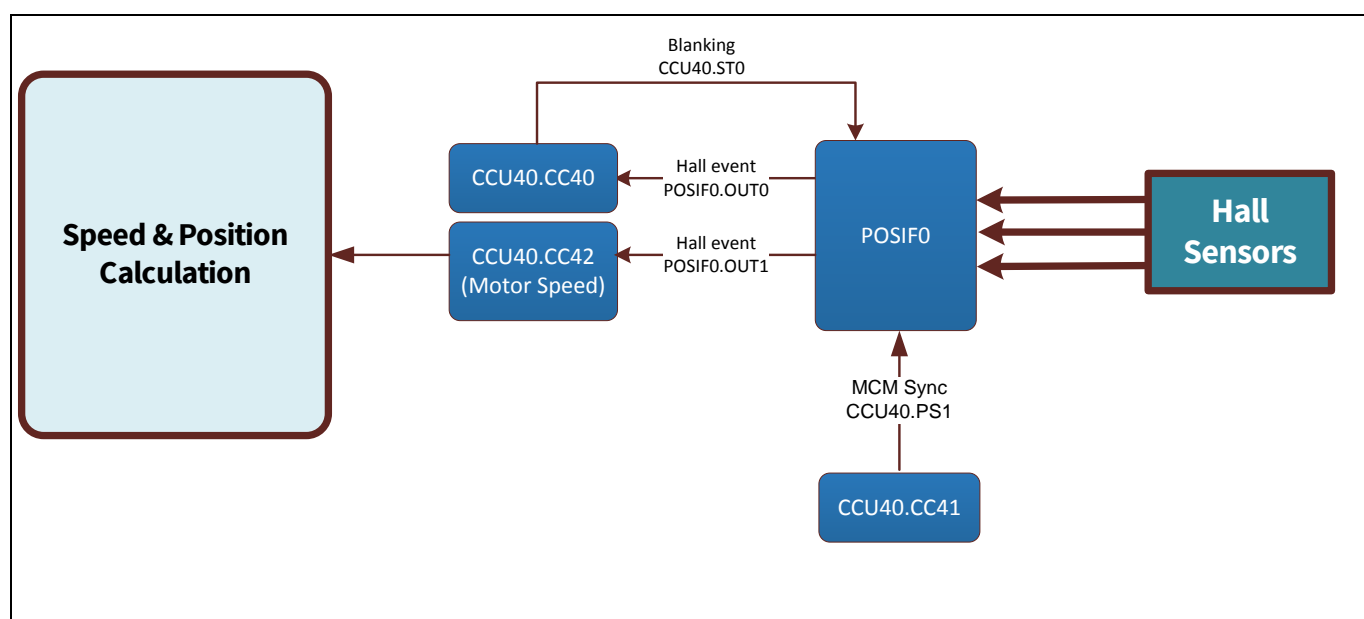 Blanking
CCU40.ST0
CCU40.CC40
Hall event
POSIF0.OUT0
Speed & Position
Calculation
CCU40.CC42
(Motor Speed)
Hall event
POSIF0.OUT1
POSIF0
Hall
Sensors
MCM Sync
CCU40.PS1
CCU40.CC41